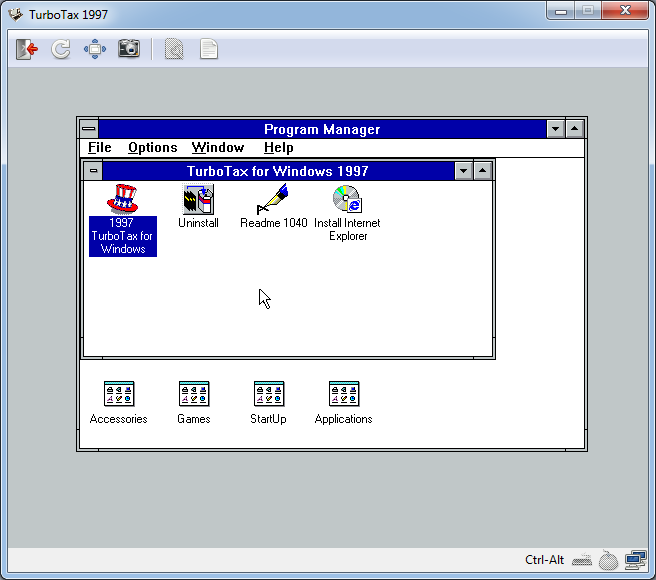 TurboTax 1997
Program Manager
File Options Window Help
TurboTax for Windows 1997
1997
TurboTax for
Windows
Uninstall
Readme 1040
Install Internet
Explorer
Accessories
Games
StartUp
Applications
Ctrl-Alt